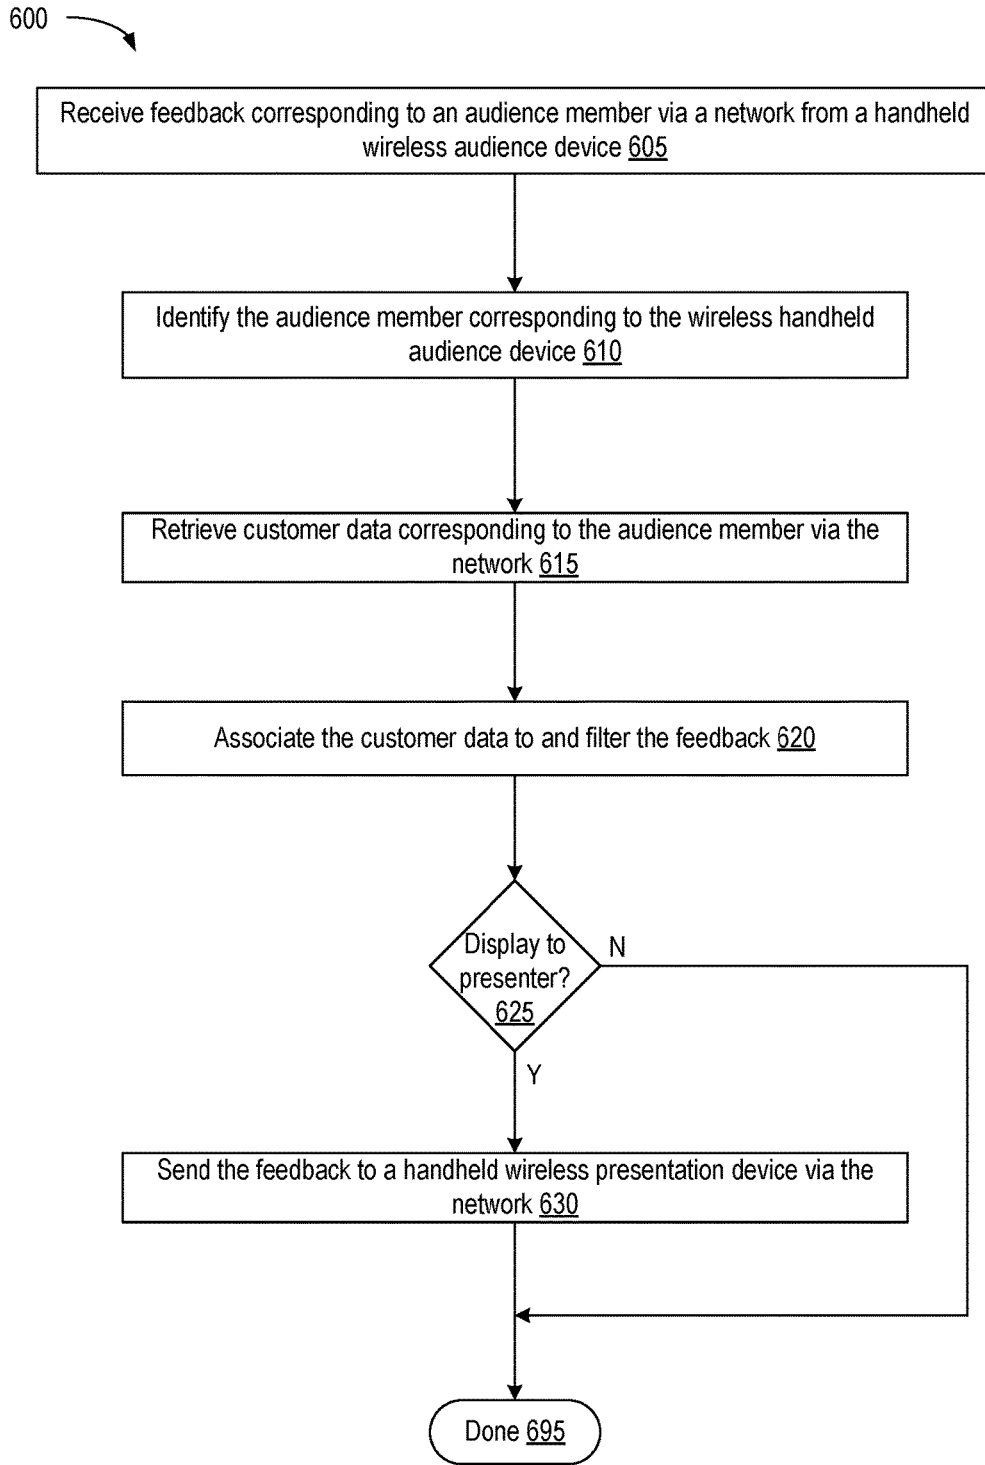 600
Receive feedback corresponding to an audience member via a network from a handheld
wireless audience device 605
Identify the audience member corresponding to the wireless handheld
audience device 610
Retrieve customer data corresponding to the audience member via the
network 615
Associate the customer data to and filter the feedback 620
Display to
presenter?
625
N
Y
Send the feedback to a handheld wireless presentation device via the
network 630
Done 695